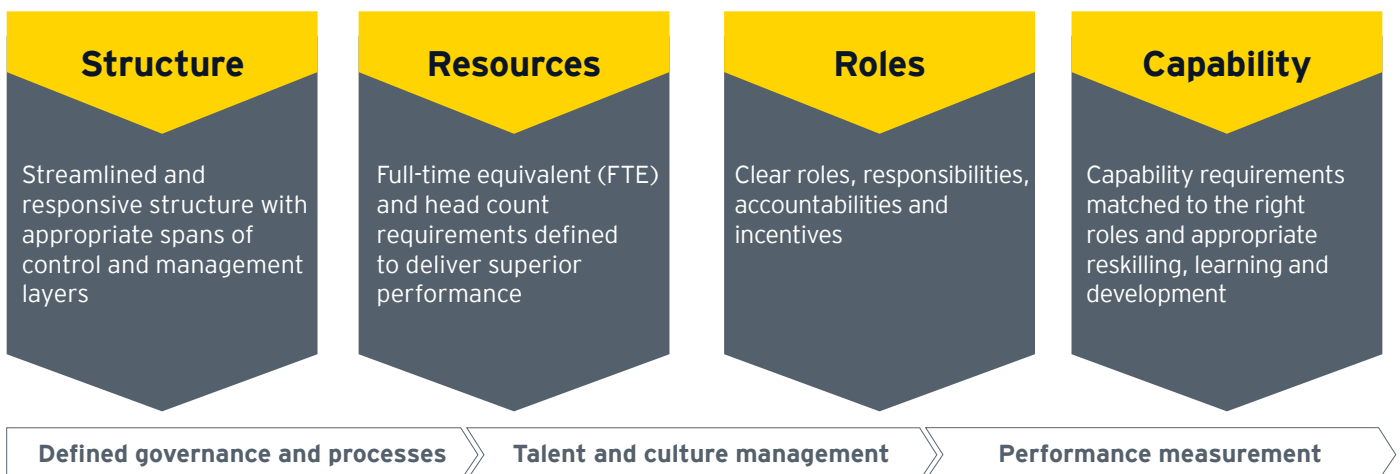 Structure
Streamlined and
responsive structure with
appropriate spans of
control and management
layers
Resources
Full-time equivalent (FTE)
and head count
requirements defined
to deliver superior
performance
Roles
Clear roles, responsibilities,
accountabilities and
incentives
Capability
Capability requirements
matched to the right
roles and appropriate
reskilling, learning and
development
Defined governance and processes
Talent and culture management
Performance measurement